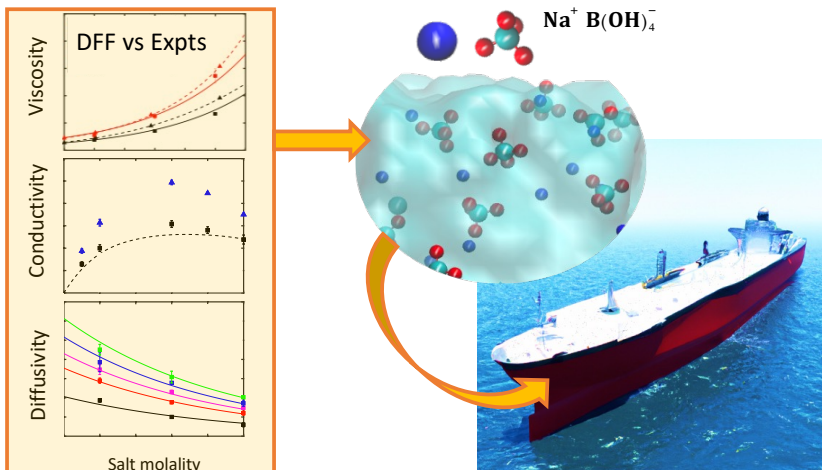 DFF vs Expts
Viscosity
Conductivity
Diffusivity
Salt molality
Na⁺ B(OH)₄⁻